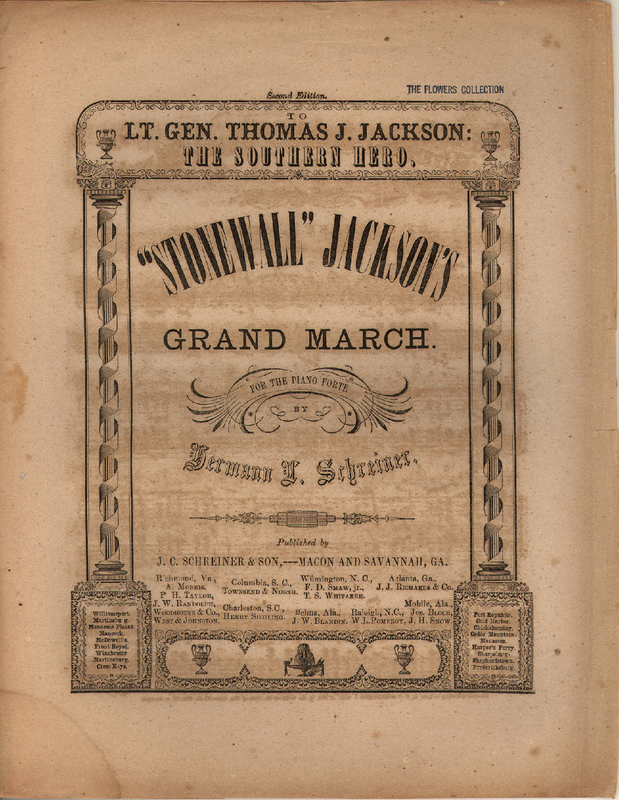 Second Edition.
THE FLOWERS COLLECTION
TO
LT. GEN. THOMAS J. JACKSON:
THE SOUTHERN HERO.
"STONEWALL" JACKSON'S
GRAND MARCH.
FOR THE PIANO FORTE
BY
Hermann L. Schreiner.
Published by
J. C. SCHREINER & SON,---MACON AND SAVANNAH, GA.
Richmond, Va.,
A. MORRIS,
P. H. TAYLOR,
J. W. RANDOLPH,
WOODHOUSE & CO.,
WEST & JOHNSTON.
Columbia, S. C.,
TOWNSEND & NORTH.
Charleston, S.C.,
HENRY SIEGLING
Wilmington, N. C.,
F. D. SMAW, jr.,
T. S. WHITAKER.
Selma, Ala.,
J. W. BLANDIN.
Raleigh, N.C.,
W. L. POMEROY,
Atlanta, Ga.,
J. J. RICHARDS & Co.
Mobile, Ala.,
JOS. BLOCH,
J. H. SNOW.
Williamsport.
Martinsburg.
Manassas Plains
Hancock.
McDowell's.
Front Royal.
Winchester
Martinsburg.
Cross Keys.
Port Republic.
Cold Harbor.
Chickahominy.
Cedar Mountain.
Manassas.
Harper's Ferry.
Sharpsburg.
Shepherdstown.
Fredericksburg.